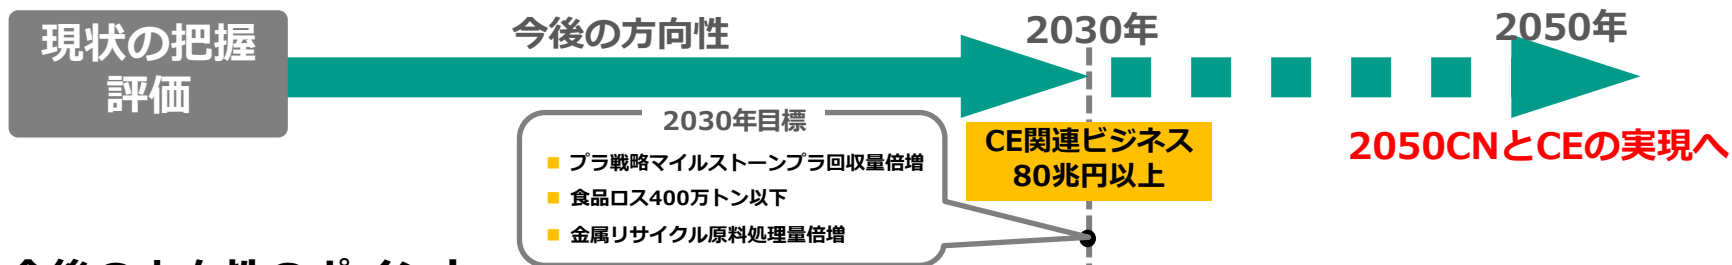 現状の把握
評価
今後の方向性
2030年
2050年
2030年目標
プラ戦略マイルストーンプラ回収量倍増
食品ロス400万トン以下
金属リサイクル原料処理量倍増
CE関連ビジネス
80兆円以上
2050CNとCEの実現へ